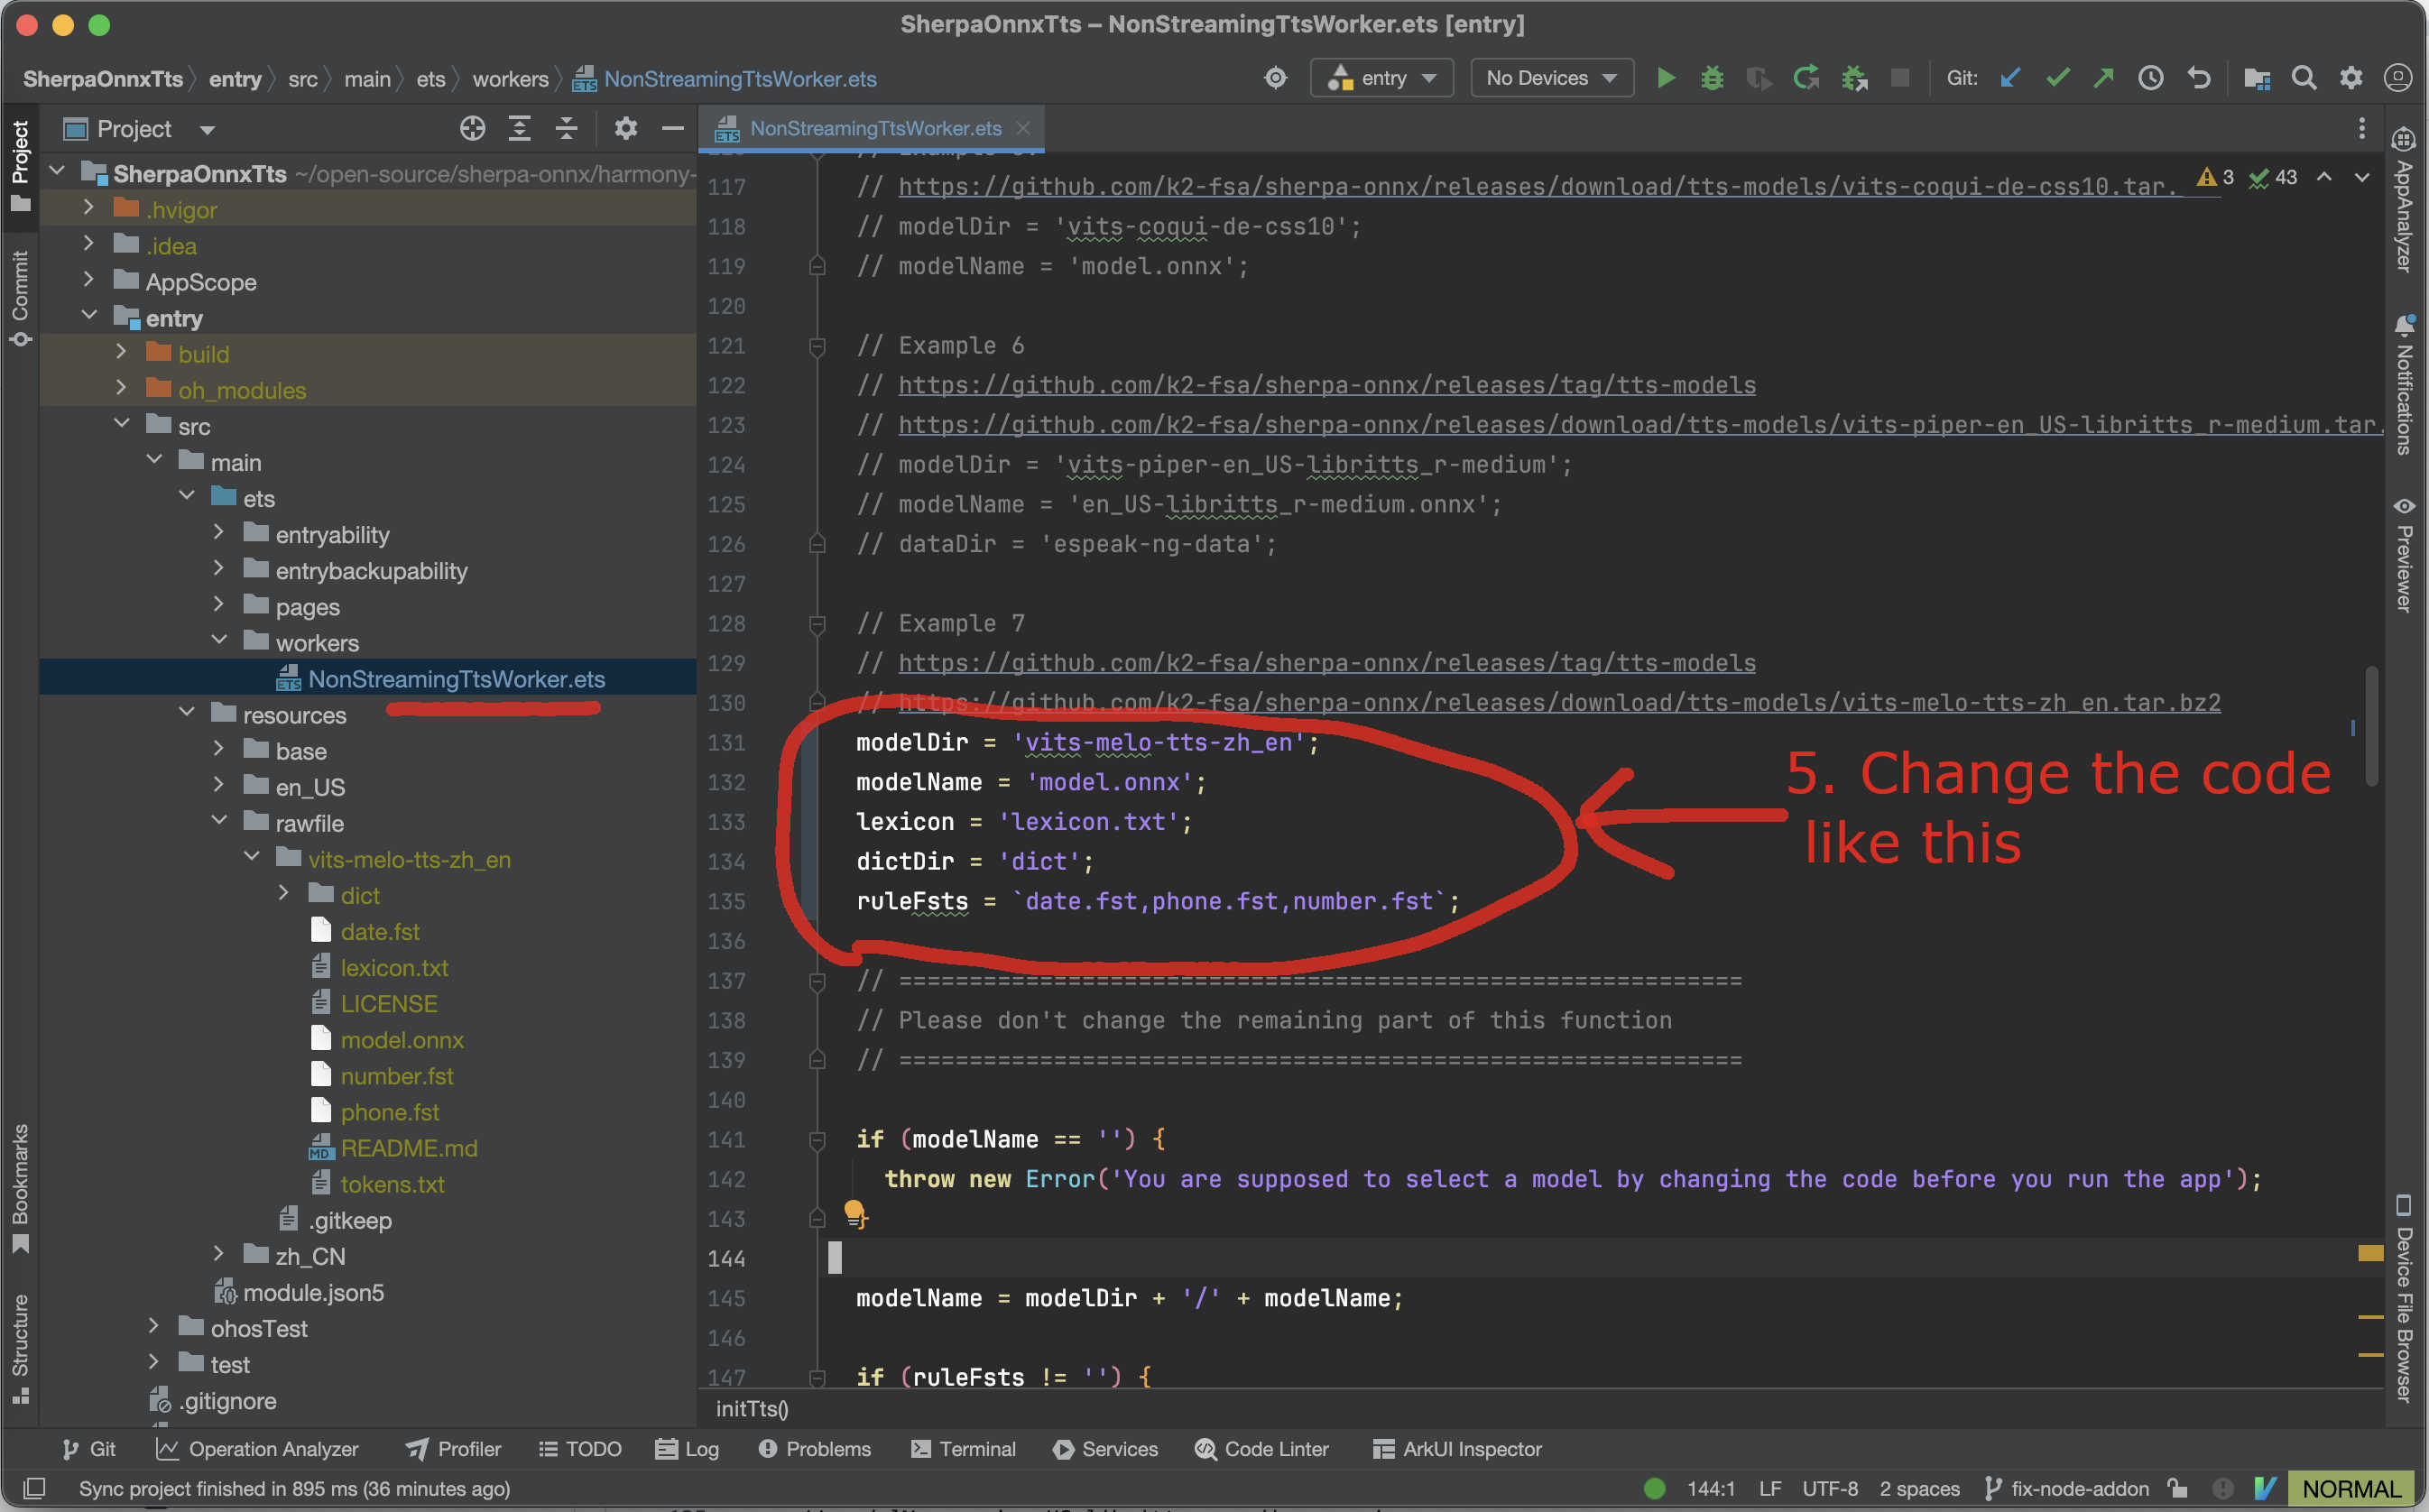 SherpaOnnxTts – NonStreamingTtsWorker.ets [entry]
SherpaOnnxTts entry src main ets workers NonStreamingTtsWorker.ets
entry No Devices Git:
Project
NonStreamingTtsWorker.ets
Project
Commit
Bookmarks
Structure
SherpaOnnxTts ~/open-source/sherpa-onnx/harmony-
.hvigor
.idea
AppScope
entry
build
oh_modules
src
main
ets
entryability
entrybackupability
pages
workers
NonStreamingTtsWorker.ets
resources
base
en_US
rawfile
vits-melo-tts-zh_en
dict
date.fst
lexicon.txt
LICENSE
model.onnx
number.fst
phone.fst
README.md
tokens.txt
.gitkeep
zh_CN
module.json5
ohosTest
test
.gitignore
3 43
117 // https://github.com/k2-fsa/sherpa-onnx/releases/download/tts-models/vits-coqui-de-css10.tar.
118 // modelDir = 'vits-coqui-de-css10';
119 // modelName = 'model.onnx';
120
121 // Example 6
122 // https://github.com/k2-fsa/sherpa-onnx/releases/tag/tts-models
123 // https://github.com/k2-fsa/sherpa-onnx/releases/download/tts-models/vits-piper-en_US-libritts_r-medium.tar.
124 // modelDir = 'vits-piper-en_US-libritts_r-medium';
125 // modelName = 'en_US-libritts_r-medium.onnx';
126 // dataDir = 'espeak-ng-data';
127
128 // Example 7
129 // https://github.com/k2-fsa/sherpa-onnx/releases/tag/tts-models
130 // https://github.com/k2-fsa/sherpa-onnx/releases/download/tts-models/vits-melo-tts-zh_en.tar.bz2
131 modelDir = 'vits-melo-tts-zh_en';
132 modelName = 'model.onnx';
133 lexicon = 'lexicon.txt';
134 dictDir = 'dict';
135 ruleFsts = `date.fst,phone.fst,number.fst`;
136
137 // ============================================================
138 // Please don't change the remaining part of this function
139 // ============================================================
140
141 if (modelName == '') {
142 throw new Error('You are supposed to select a model by changing the code before you run the app');
143 }
144
145 modelName = modelDir + '/' + modelName;
146
147 if (ruleFsts != '') {
5. Change the code
like this
initTts()
AppAnalyzer
Notifications
Previewer
Device File Browser
Git Operation Analyzer Profiler TODO Log Problems Terminal Services Code Linter ArkUI Inspector
Sync project finished in 895 ms (36 minutes ago) 144:1 LF UTF-8 2 spaces fix-node-addon NORMAL